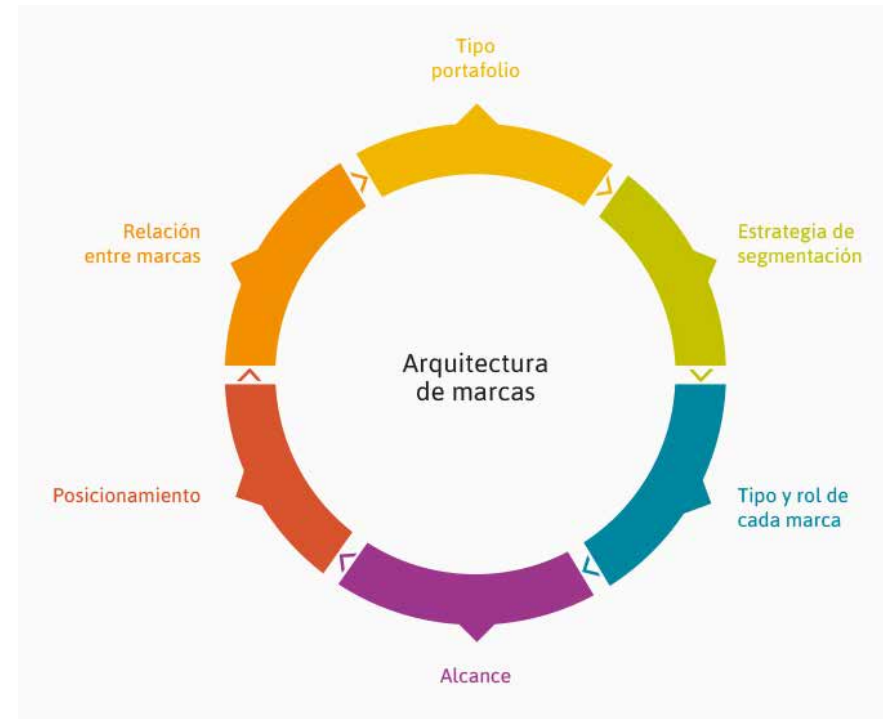 Tipo
portafolio
Estrategia de
segmentación
Tipo y rol de
cada marca
Alcance
Posicionamiento
Relación
entre marcas
Arquitectura
de marcas